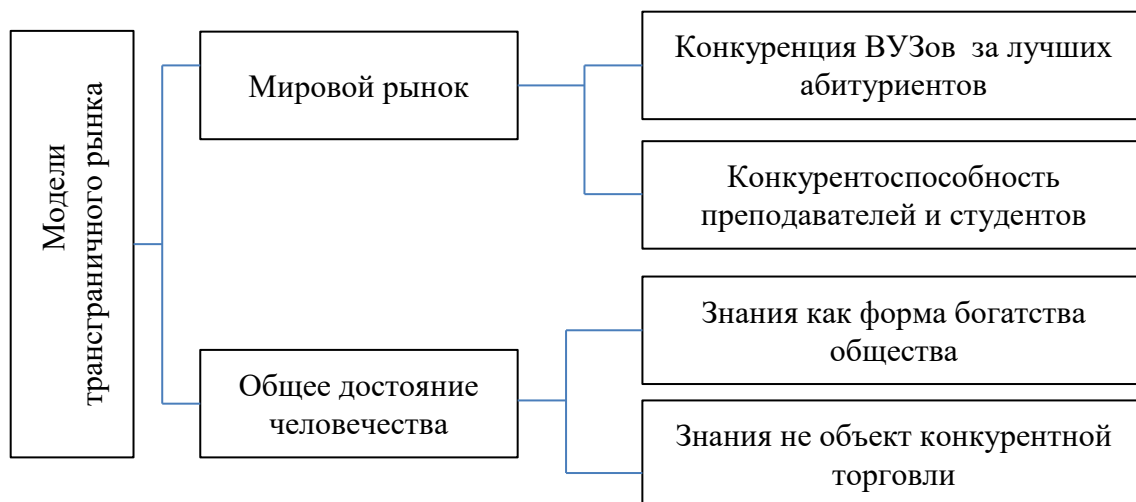 Модели
трансграничного рынка
Мировой рынок
Конкуренция ВУЗов за лучших
абитуриентов
Конкурентоспособность
преподавателей и студентов
Общее достояние
человечества
Знания как форма богатства
общества
Знания не объект конкурентной
торговли